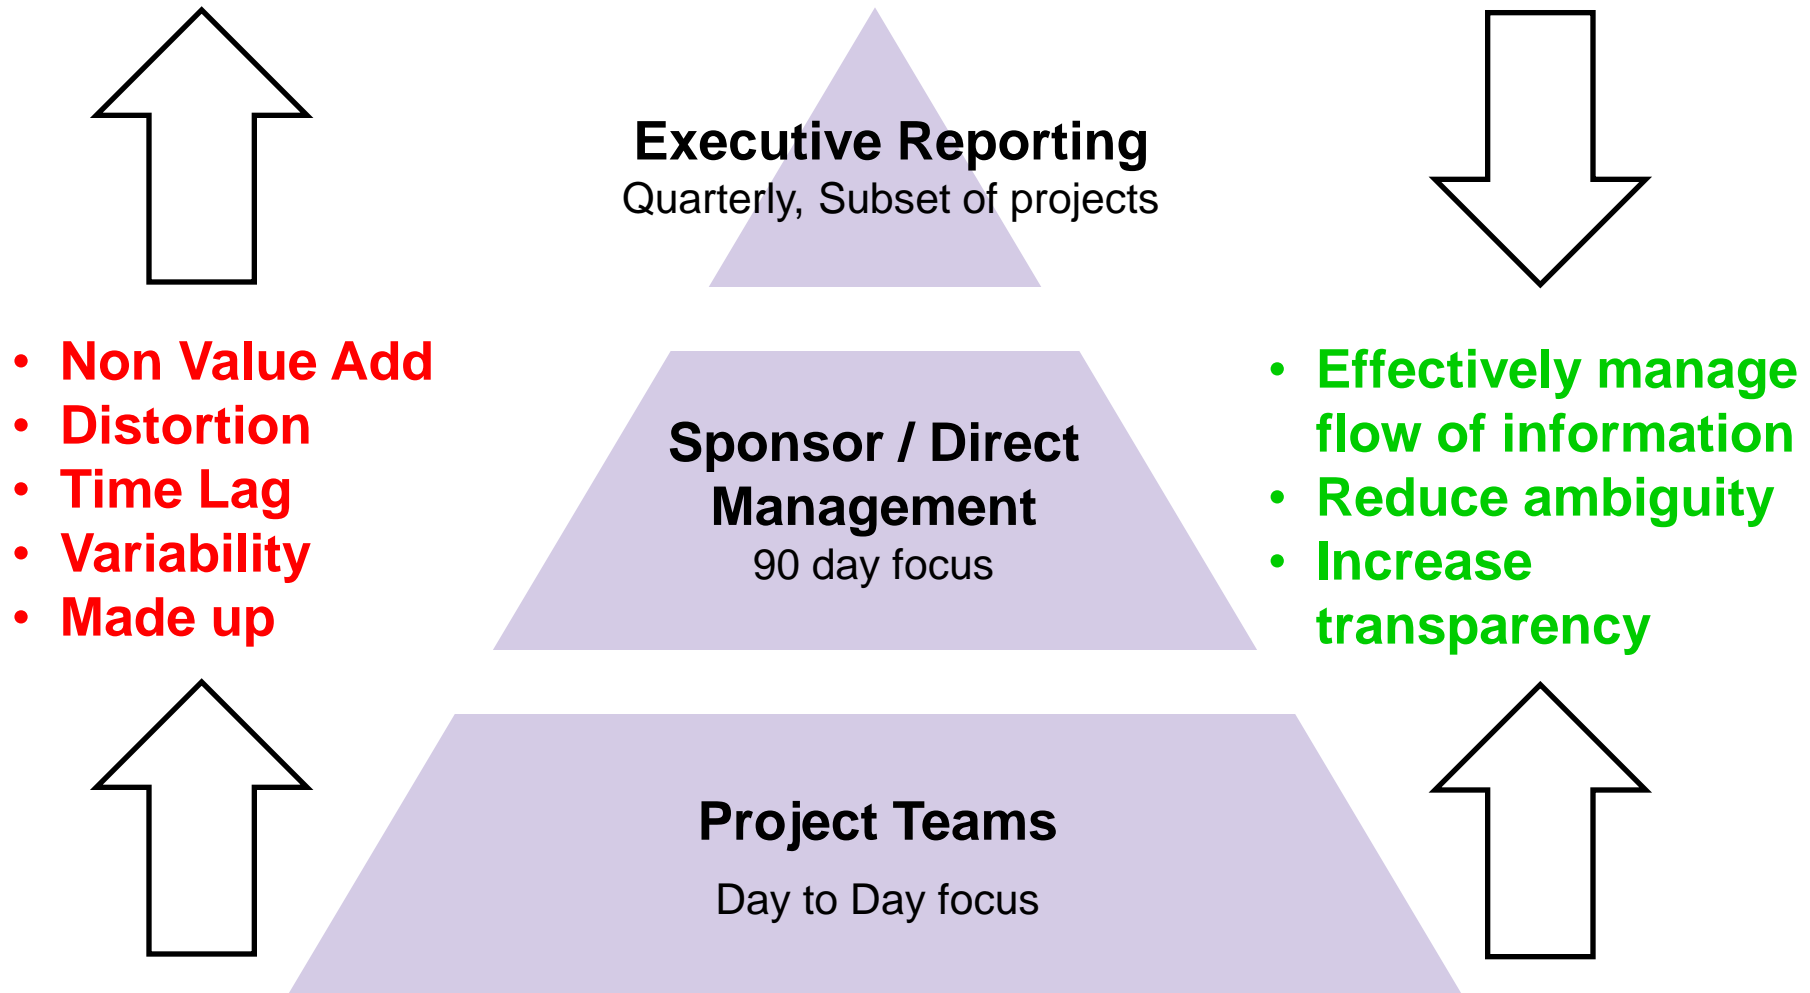 Executive Reporting
Quarterly, Subset of projects
• Non Value Add
• Distortion
• Time Lag
• Variability
• Made up
Sponsor / Direct
Management
90 day focus
• Effectively manage
flow of information
• Reduce ambiguity
• Increase
transparency
Project Teams
Day to Day focus